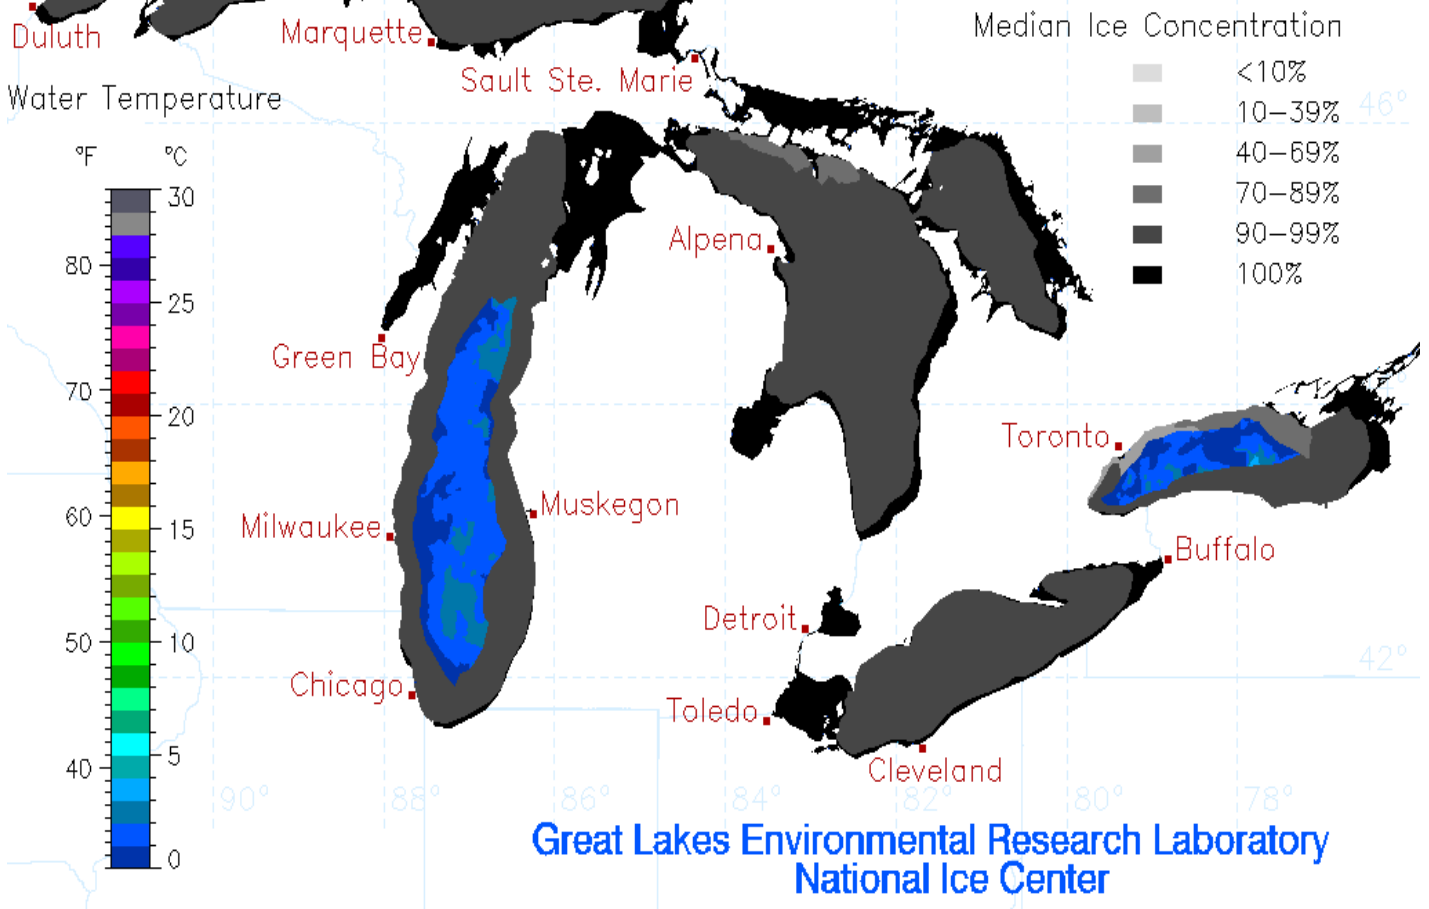 Median Ice Concentration
<10%
10–39%
40–69%
70–89%
90–99%
100%
Duluth
Marquette
Sault Ste. Marie
Water Temperature
°F
°C
30
80
25
70
20
60
15
50
10
5
40
0
46°
42°
90°
88°
86°
84°
82°
80°
78°
Alpena
Green Bay
Toronto
Muskegon
Milwaukee
Buffalo
Detroit
Chicago
Toledo
Cleveland
Great Lakes Environmental Research Laboratory
National Ice Center